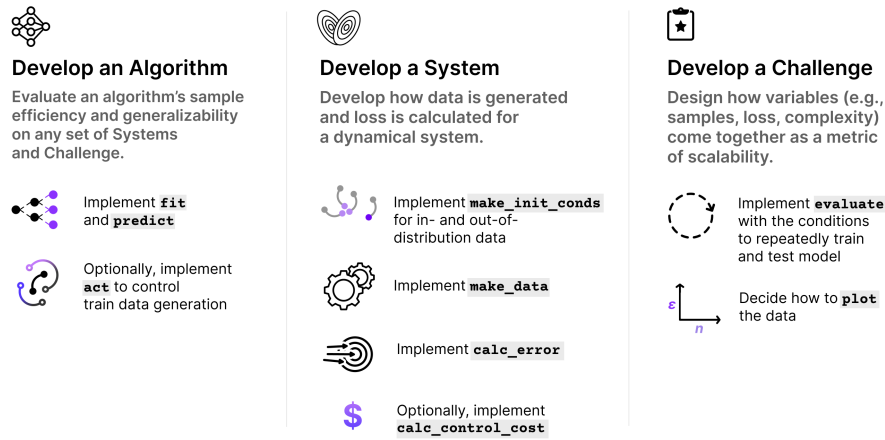 Develop an Algorithm
Evaluate an algorithm's sample
efficiency and generalizability
on any set of Systems
and Challenge.
Implement fit
and predict
Optionally, implement
act to control
train data generation
Develop a System
Develop how data is generated
and loss is calculated for
a dynamical system.
Implement make_init_conds
for in- and out-of-
distribution data
Implement make_data
Implement calc_error
$
Optionally, implement
calc_control_cost
Develop a Challenge
Design how variables (e.g.,
samples, loss, complexity)
come together as a metric
of scalability.
Implement evaluate
with the conditions
to repeatedly train
and test model
ε
n
Decide how to plot
the data